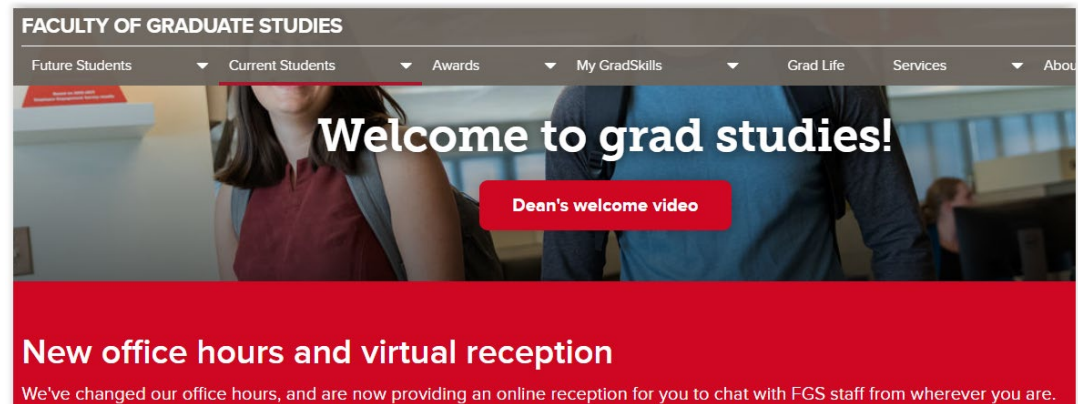 FACULTY OF GRADUATE STUDIES
Future Students Current Students Awards My GradSkills Grad Life Services Abou
Welcome to grad studies!
Dean's welcome video
New office hours and virtual reception
We've changed our office hours, and are now providing an online reception for you to chat with FGS staff from wherever you are.